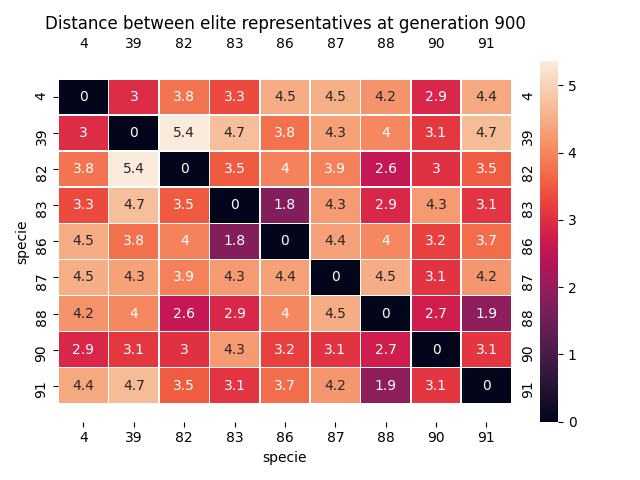 Distance between elite representatives at generation 900
4 39 82 83 86 87 88 90 91
4 0 3 3.8 3.3 4.5 4.5 4.2 2.9 4.4 4
39 3 0 5.4 4.7 3.8 4.3 4 3.1 4.7 39
82 3.8 5.4 0 3.5 4 3.9 2.6 3 3.5 82
83 3.3 4.7 3.5 0 1.8 4.3 2.9 4.3 3.1 83
86 4.5 3.8 4 1.8 0 4.4 4 3.2 3.7 86
87 4.5 4.3 3.9 4.3 4.4 0 4.5 3.1 4.2 87
88 4.2 4 2.6 2.9 4 4.5 0 2.7 1.9 88
90 2.9 3.1 3 4.3 3.2 3.1 2.7 0 3.1 90
91 4.4 4.7 3.5 3.1 3.7 4.2 1.9 3.1 0 91
4 39 82 83 86 87 88 90 91
specie
specie
5
4
3
2
1
0